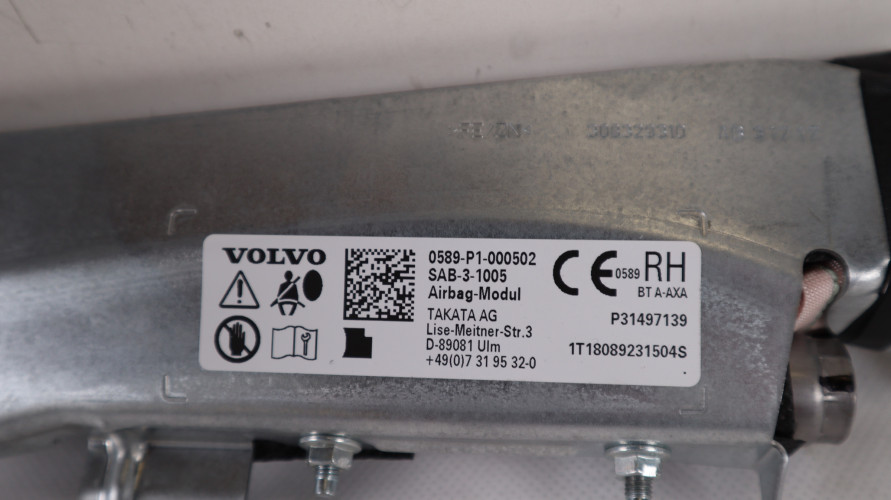 308329310
VOLVO
0589-P1-000502
SAB-3-1005
Airbag-Modul
TAKATA AG
Lise-Meitner-Str.3
D-89081 Ulm
+49(0)7 31 95 32-0
CE 0589 RH
BT A-AXA
P31497139
1T18089231504S